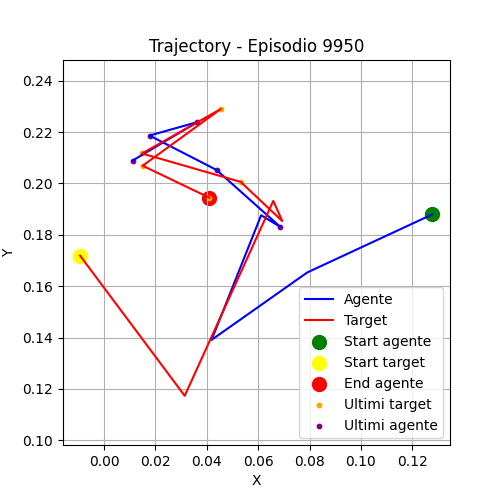 Trajectory - Episodio 9950
0.24
0.22
0.20
0.18
0.16
0.14
0.12
0.10
Y
0.00 0.02 0.04 0.06 0.08 0.10 0.12
X
Agente
Target
Start agente
Start target
End agente
Ultimi target
Ultimi agente